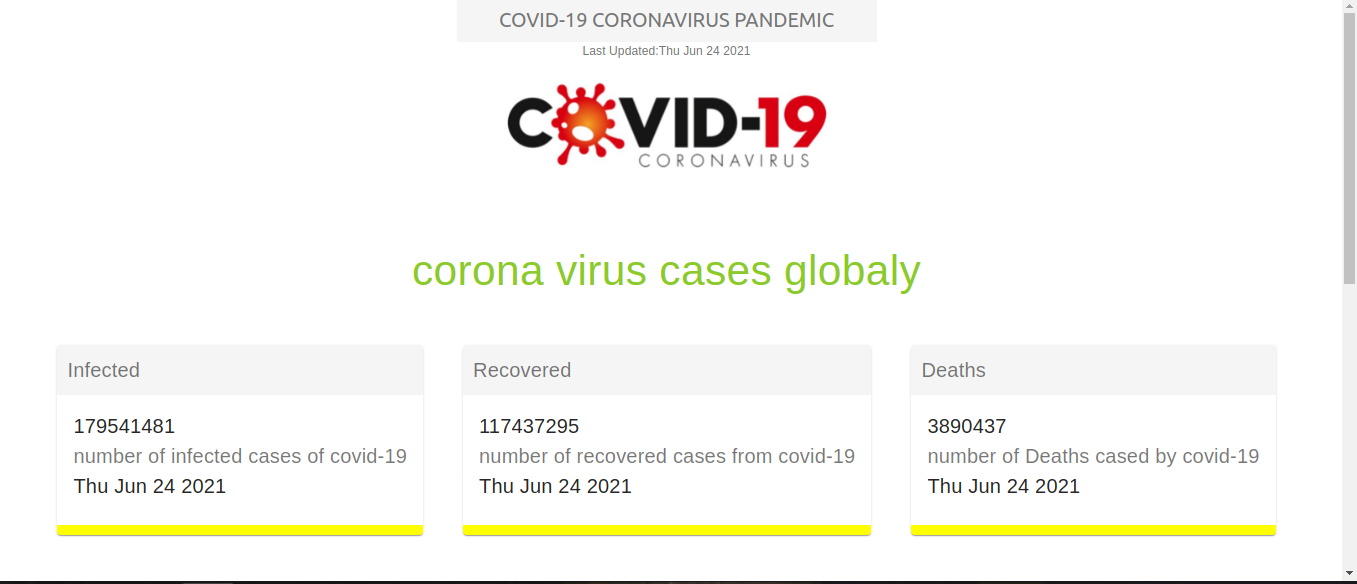 COVID-19 CORONAVIRUS PANDEMIC
Last Updated:Thu Jun 24 2021
COVID-19
CORONAVIRUS
corona virus cases globaly
Infected
179541481
number of infected cases of covid-19
Thu Jun 24 2021
Recovered
117437295
number of recovered cases from covid-19
Thu Jun 24 2021
Deaths
3890437
number of Deaths cased by covid-19
Thu Jun 24 2021